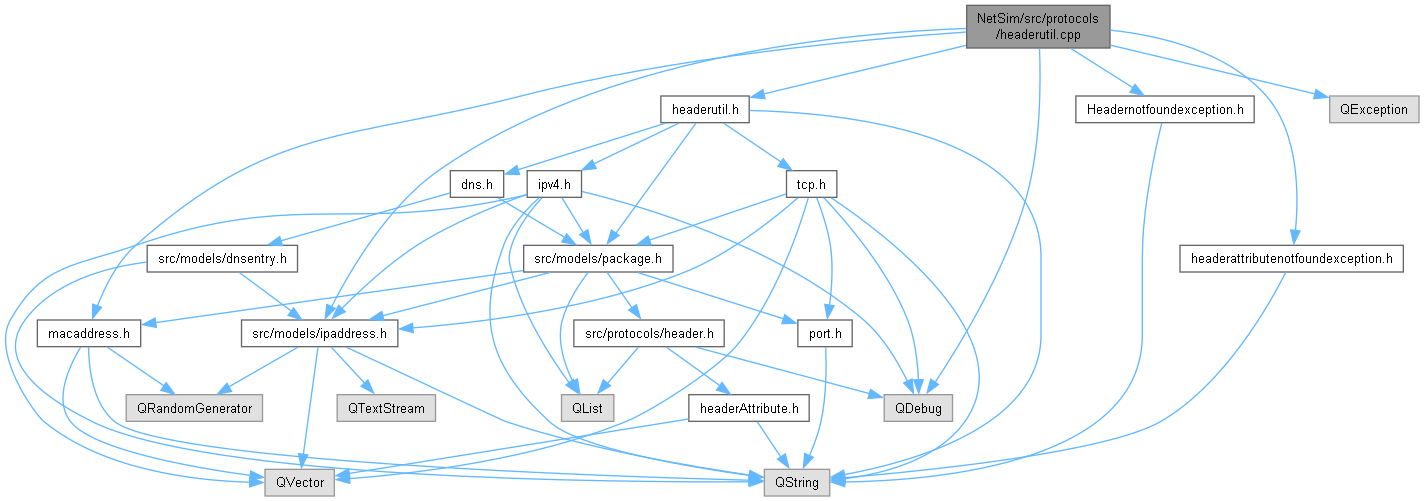 NetSim/src/protocols
/headerutil.cpp
headerutil.h
Headernotfoundexception.h
QException
dns.h
ipv4.h
tcp.h
src/models/dnsentry.h
src/models/package.h
headerattributenotfoundexception.h
macaddress.h
src/models/ipaddress.h
src/protocols/header.h
port.h
QRandomGenerator
QTextStream
QList
headerAttribute.h
QDebug
QVector
QString